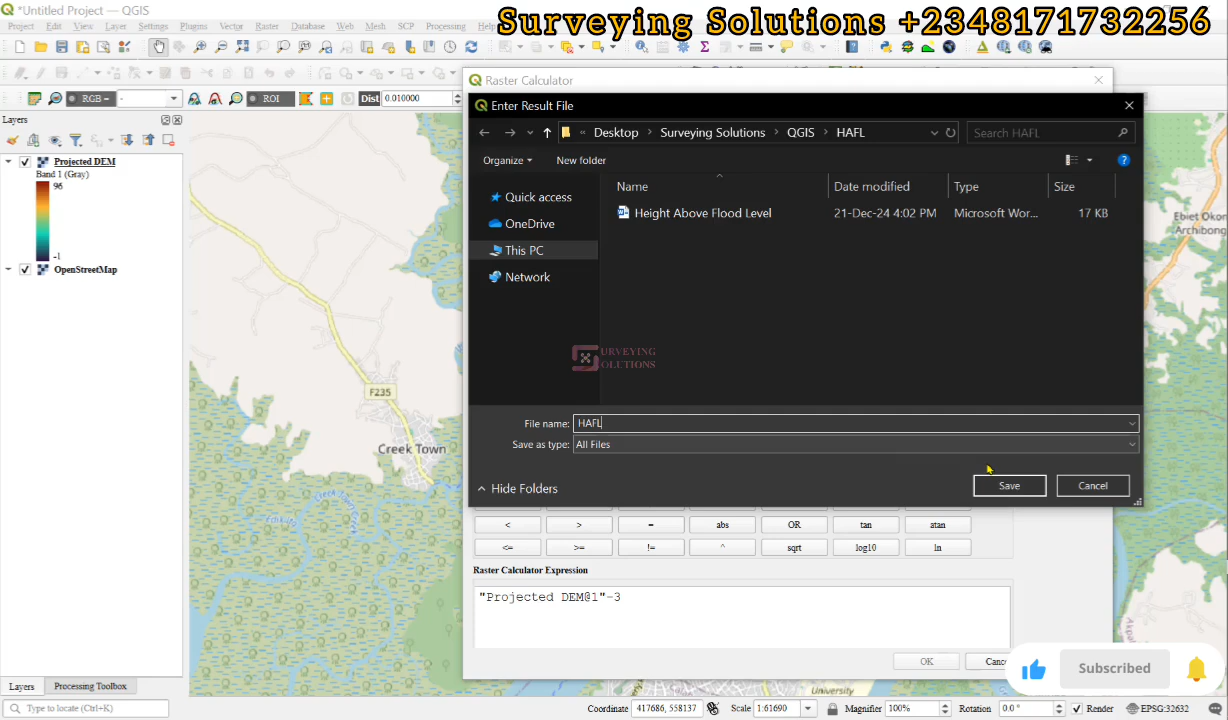 *Untitled Project — QGIS
Surveying Solutions +2348171732256
Project Edit View Layer Settings Plugins Vector Raster Database Web Mesh SCP Processing Help
Raster Calculator
RGB = - ROI Dist 0.010000
Enter Result File
Layers
« Desktop > Surveying Solutions > QGIS > HAFL
Search HAFL
Organize New folder
Projected DEM
Band 1 (Gray)
96
-1
OpenStreetMap
Quick access
OneDrive
This PC
Network
Name Date modified Type Size
Height Above Flood Level 21-Dec-24 4:02 PM Microsoft Wor... 17 KB
Ebiet Okon
Archibong
SURVEYING
SOLUTIONS
F235
Creek Town
File name: HAFL
Save as type: All Files
Hide Folders
Save Cancel
< > = abs OR tan atan
<= >= != ^ sqrt log10 ln
Raster Calculator Expression
"Projected DEM@1"-3
OK
Subscribed
University
Layers Processing Toolbox
Type to locate (Ctrl+K)
Coordinate 417686, 558137 Scale 1:61690 Magnifier 100% Rotation 0.0 ° Render EPSG:32632